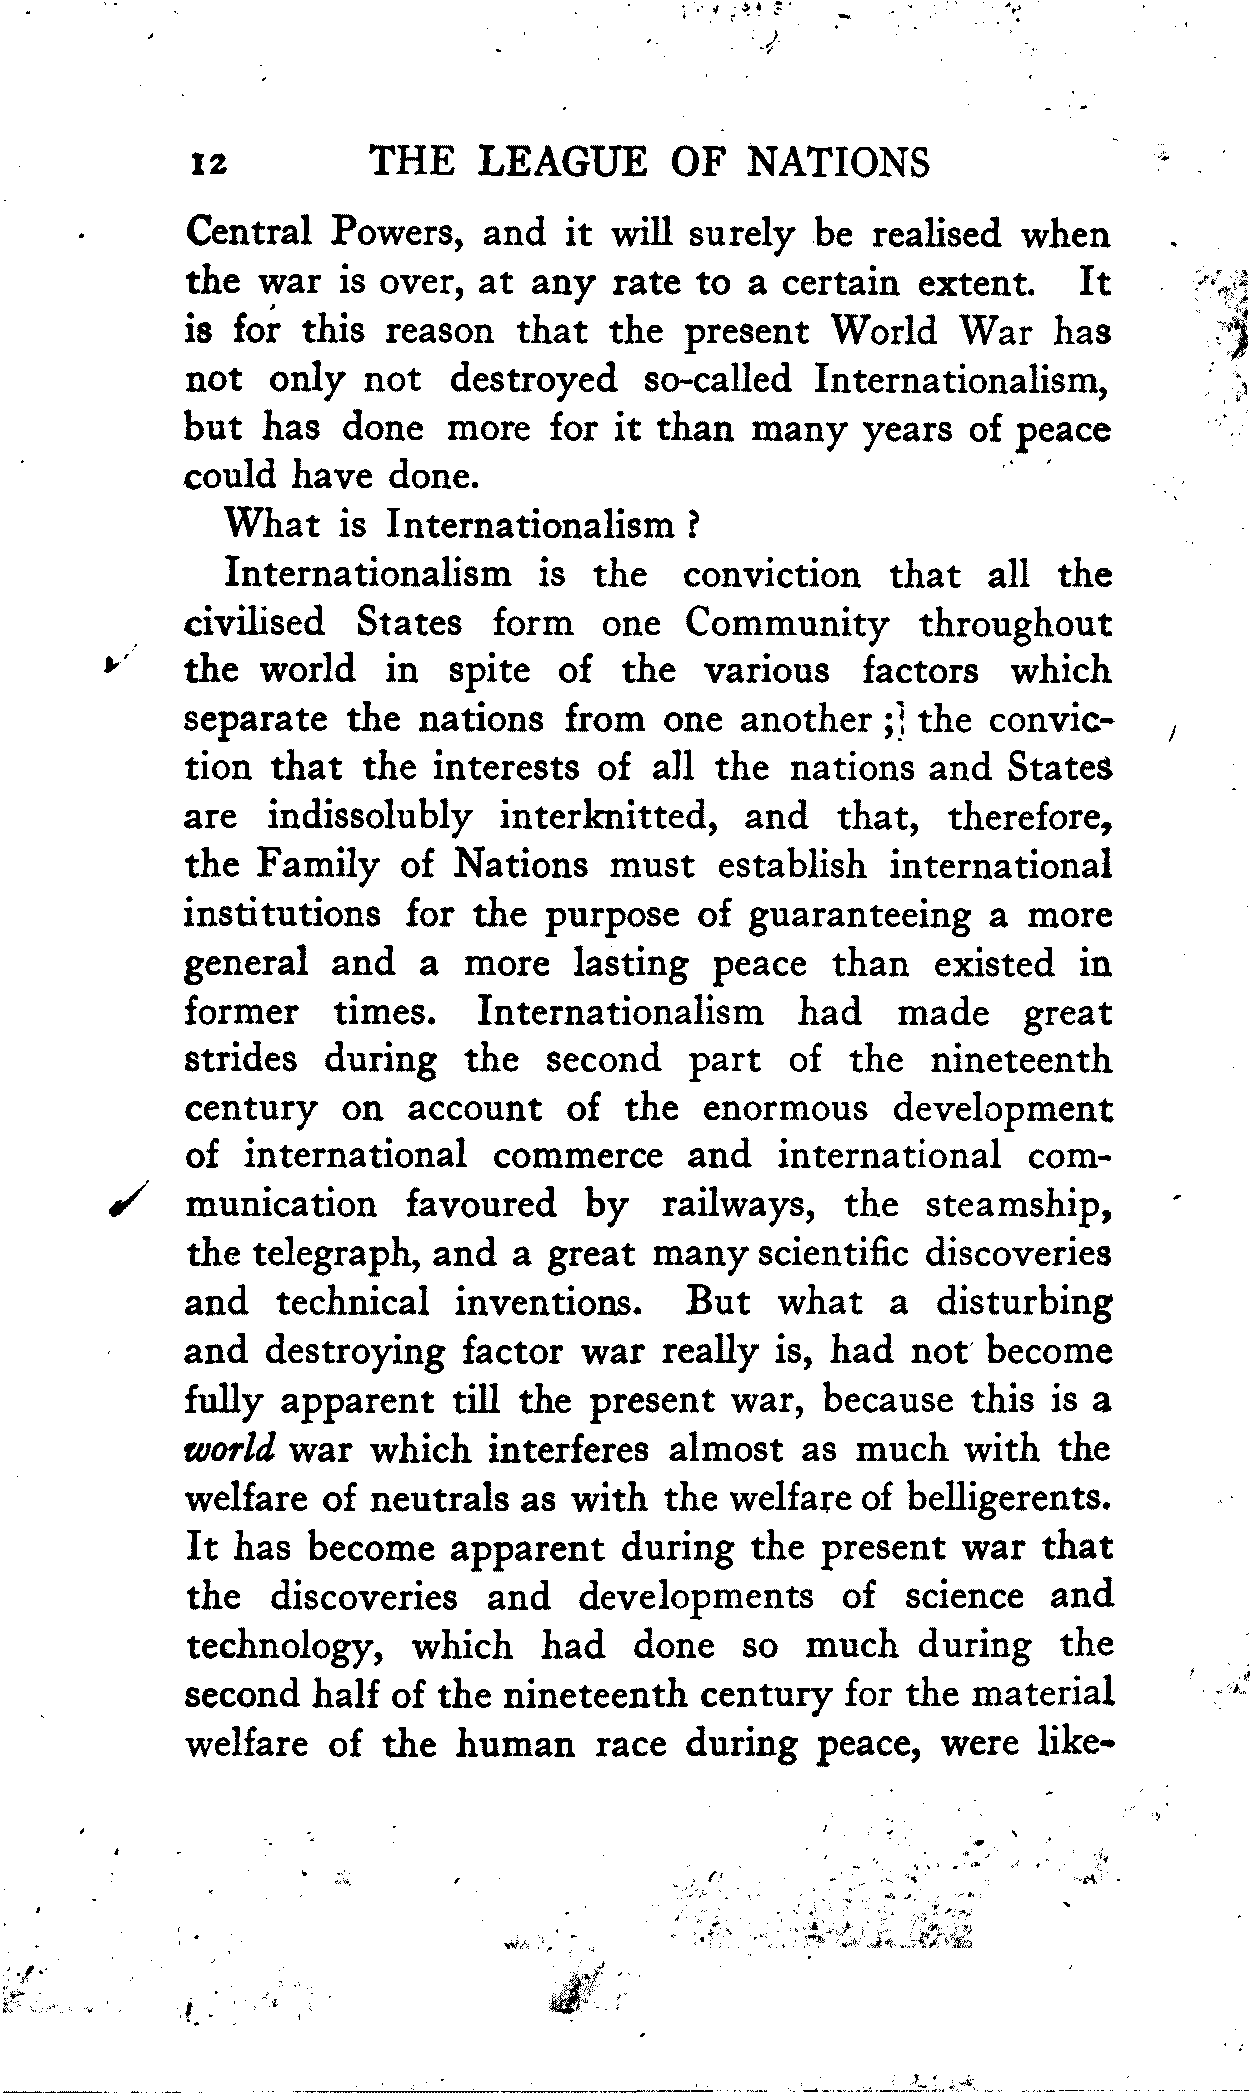 12 THE LEAGUE OF NATIONS
Central Powers, and it will surely be realised when
the war is over, at any rate to a certain extent. It
is for this reason that the present World War has
not only not destroyed so-called Internationalism,
but has done more for it than many years of peace
could have done.
What is Internationalism ?
Internationalism is the conviction that all the
civilised States form one Community throughout
the world in spite of the various factors which
separate the nations from one another ; the convic-
tion that the interests of all the nations and States
are indissolubly interknitted, and that, therefore,
the Family of Nations must establish international
institutions for the purpose of guaranteeing a more
general and a more lasting peace than existed in
former times. Internationalism had made great
strides during the second part of the nineteenth
century on account of the enormous development
of international commerce and international com-
munication favoured by railways, the steamship,
the telegraph, and a great many scientific discoveries
and technical inventions. But what a disturbing
and destroying factor war really is, had not become
fully apparent till the present war, because this is a
world war which interferes almost as much with the
welfare of neutrals as with the welfare of belligerents.
It has become apparent during the present war that
the discoveries and developments of science and
technology, which had done so much during the
second half of the nineteenth century for the material
welfare of the human race during peace, were like-